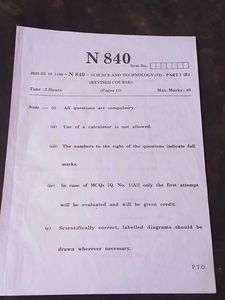 N 840
Seat No.
2023 III 10 1100 - N 840 - SCIENCE AND TECHNOLOGY (72) - PART I (E)
(REVISED COURSE)
Time : 2 Hours (Pages 11) Max. Marks : 40
Note :— (i) All questions are compulsory.
(ii) Use of a calculator is not allowed.
(iii) The numbers to the right of the questions indicate full
marks.
(iv) In case of MCQs [Q. No. 1(A)] only the first attempt
will be evaluated and will be given credit.
(v) Scientifically correct, labelled diagrams should be
drawn wherever necessary.
P.T.O.